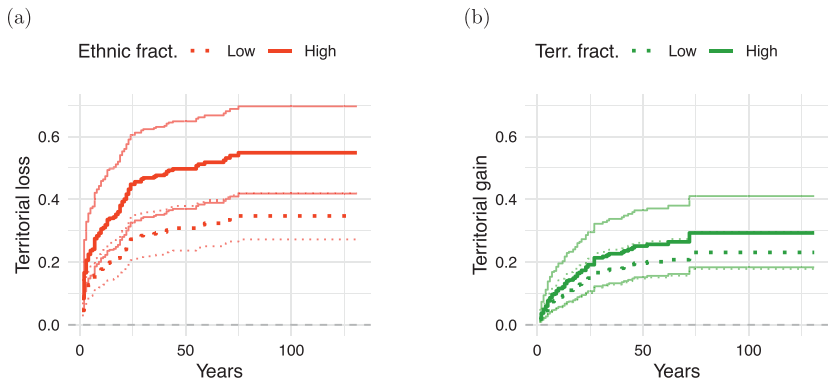 (a)
Ethnic fract. Low High
Territorial loss
0.6
0.4
0.2
0.0
0 50 100
Years
(b)
Terr. fract. Low High
Territorial gain
0.6
0.4
0.2
0.0
0 50 100
Years